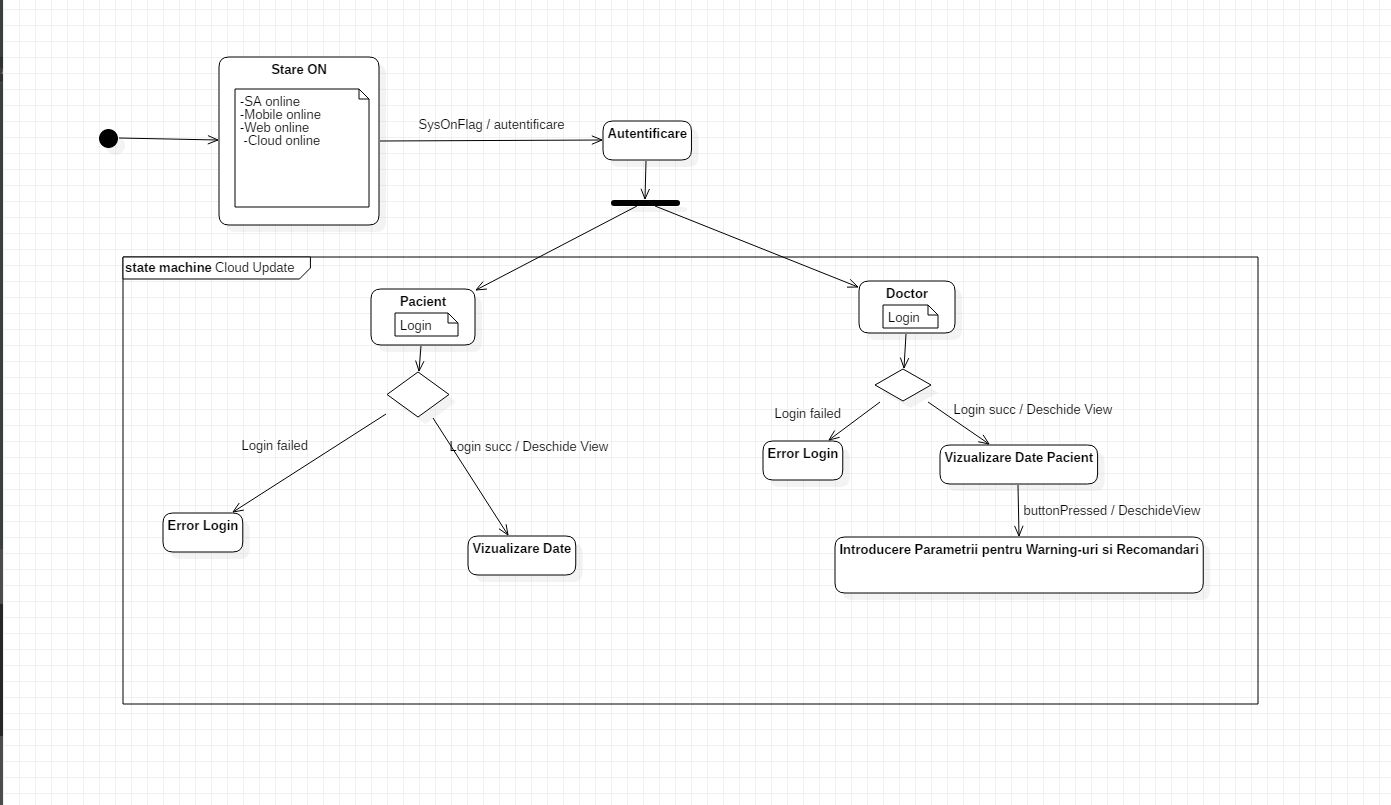 Stare ON
-SA online
-Mobile online
-Web online
-Cloud online
SysOnFlag / autentificare
Autentificare
state machine Cloud Update
Pacient
Login
Doctor
Login
Login failed
Login succ / Deschide View
Login failed
Login succ / Deschide View
Error Login
Vizualizare Date
Error Login
Vizualizare Date Pacient
buttonPressed / DeschideView
Introducere Parametrii pentru Warning-uri si Recomandari